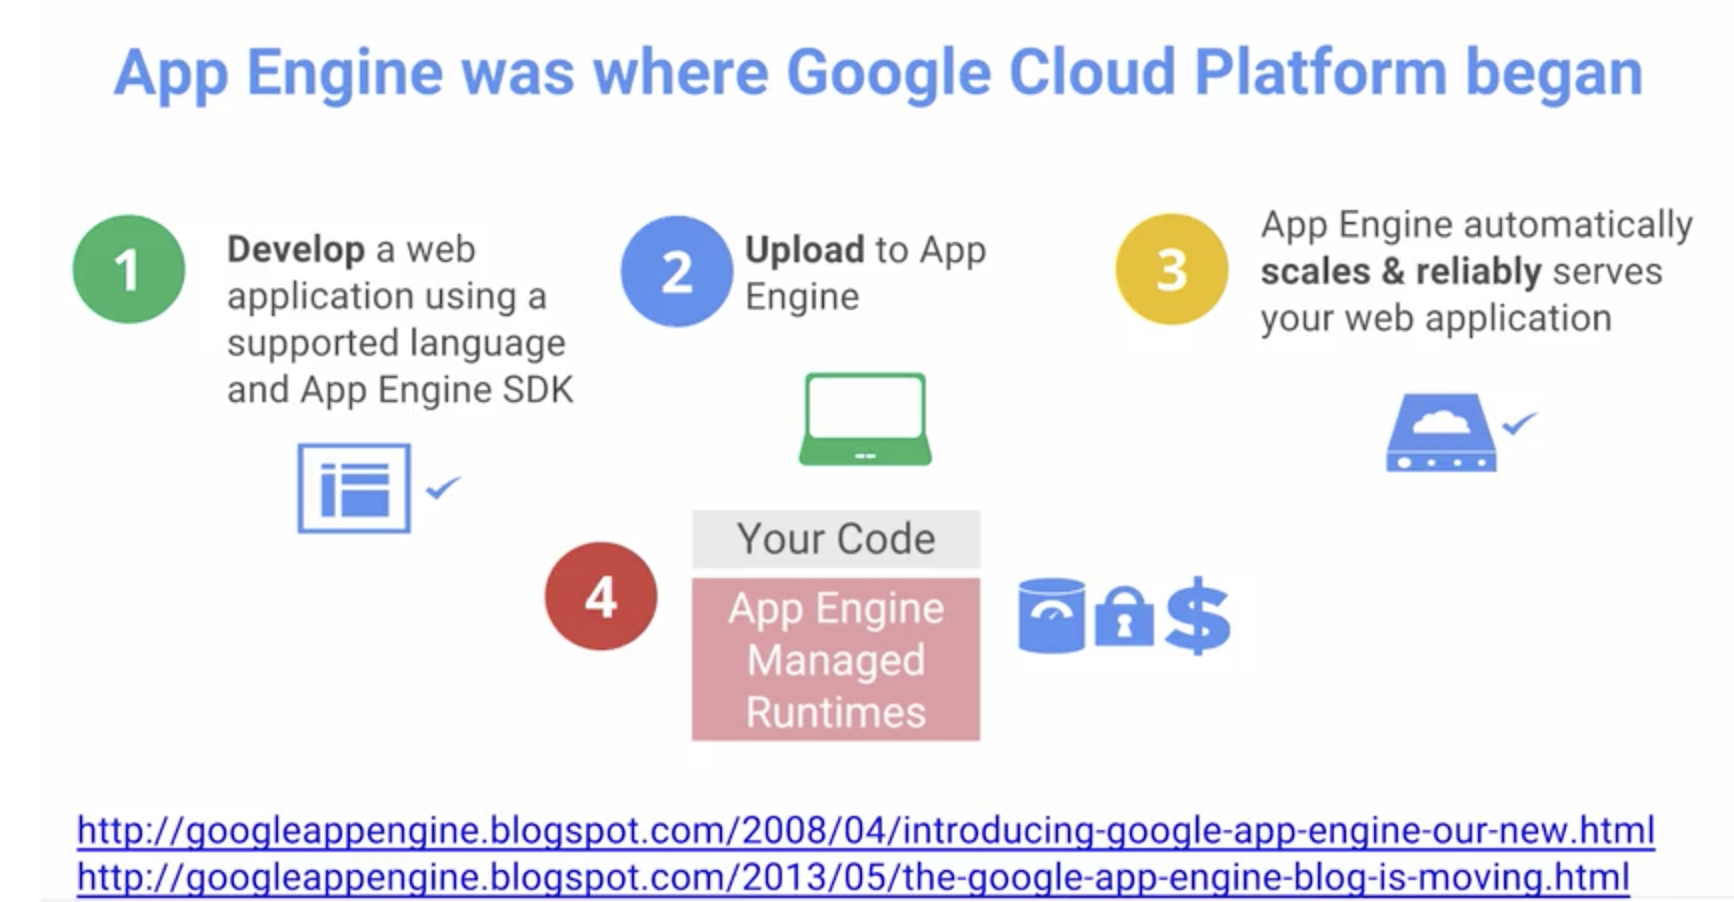 App Engine was where Google Cloud Platform began
1
Develop a web
application using a
supported language
and App Engine SDK
2
Upload to App
Engine
3
App Engine automatically
scales & reliably serves
your web application
4
Your Code
App Engine
Managed
Runtimes
$
http://googleappengine.blogspot.com/2008/04/introducing-google-app-engine-our-new.html
http://googleappengine.blogspot.com/2013/05/the-google-app-engine-blog-is-moving.html